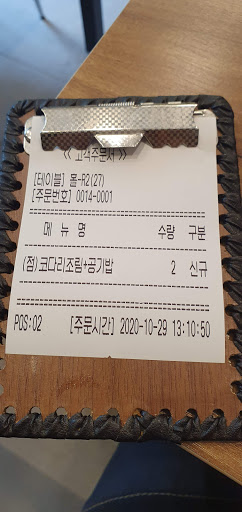 << 고객주문서 >>
[테이블] 몰-R2(27)
[주문번호] 0014-0001
메 뉴 명 수량 구분
(점)코다리조림+공기밥 2 신규
POS:02 [주문시간] 2020-10-29 13:10:50